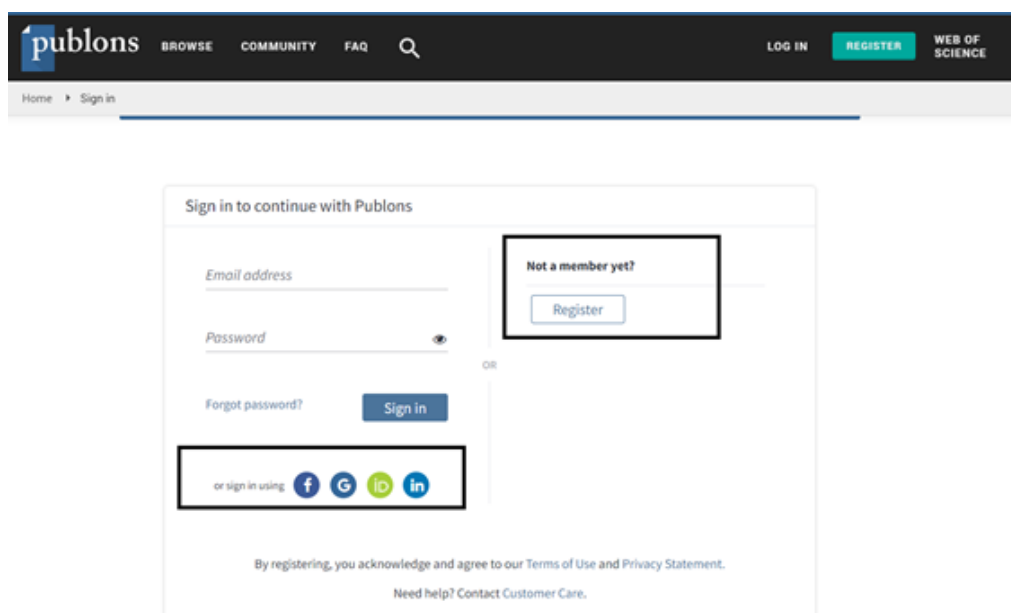 publons BROWSE COMMUNITY FAQ LOG IN REGISTER WEB OF SCIENCE
Home Sign in
Sign in to continue with Publons
Email address
Password
Forgot password? Sign in
or sign in using f G iD in
OR
Not a member yet?
Register
By registering, you acknowledge and agree to our Terms of Use and Privacy Statement.
Need help? Contact Customer Care.